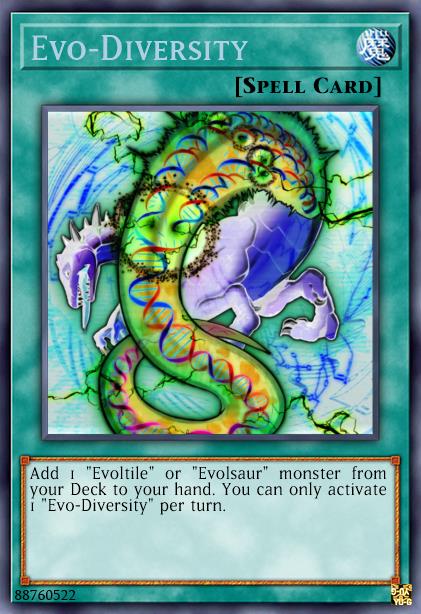 Evo-Diversity
魔
[Spell Card]
Add 1 "Evoltile" or "Evolsaur" monster from
your Deck to your hand. You can only activate
1 "Evo-Diversity" per turn.
88760522